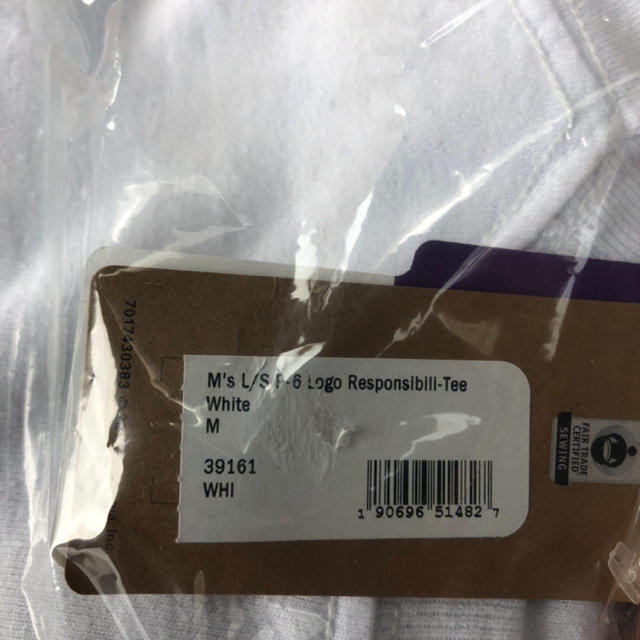 M's L/S P-6 Logo Responsibili-Tee
White
M
39161
WHI
1 90696 51482 7
FAIR TRADE
CERTIFIED
SEWING